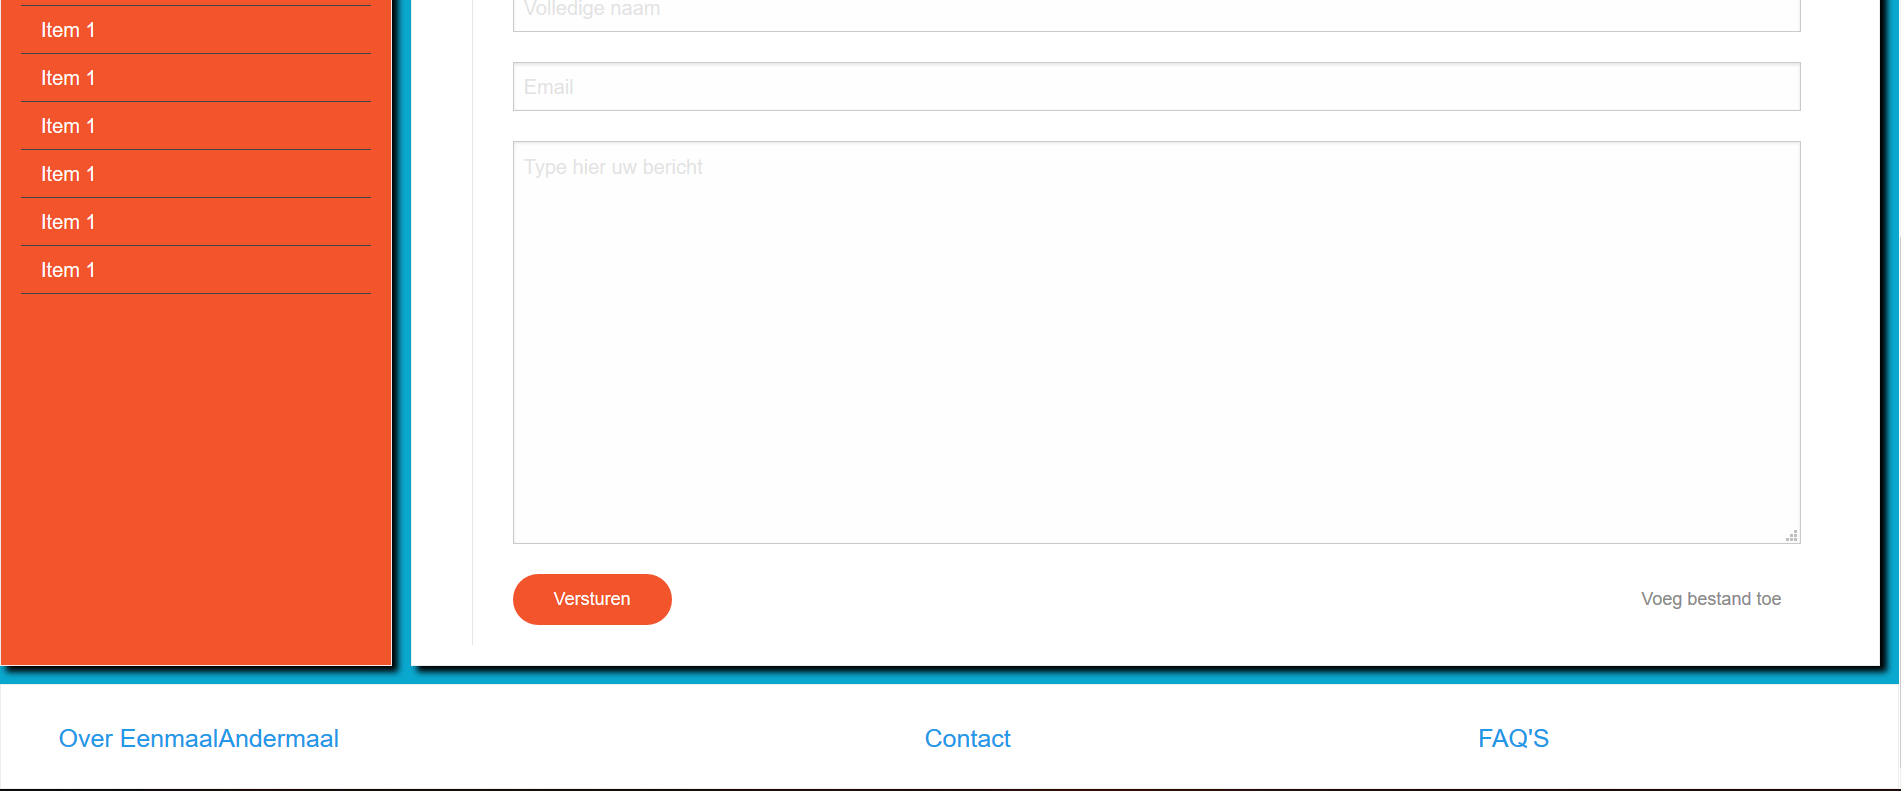 Item 1
Item 1
Item 1
Item 1
Item 1
Item 1
Volledige naam
Email
Type hier uw bericht
Versturen
Voeg bestand toe
Over EenmaalAndermaal
Contact
FAQ'S